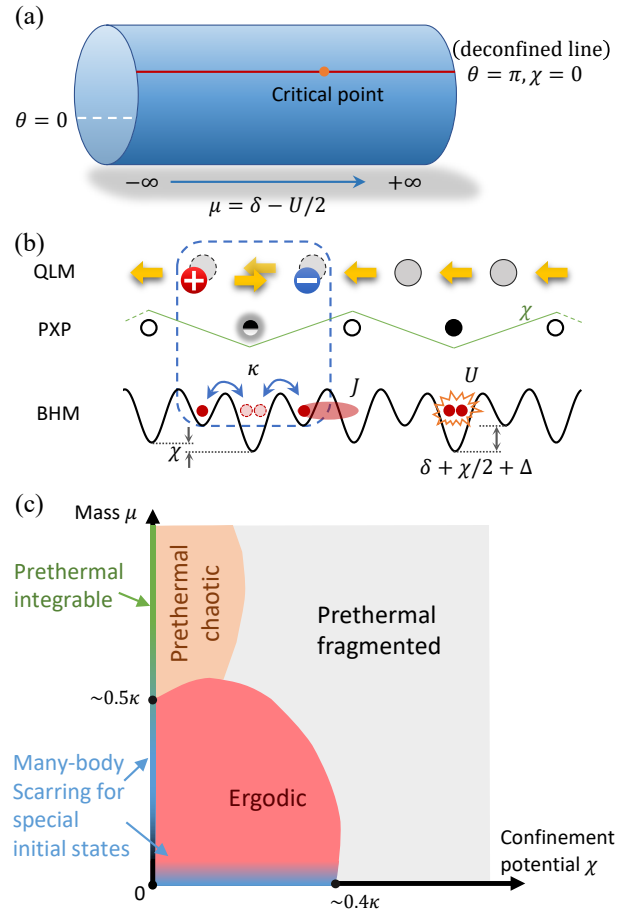 (a)
(deconfined line)
θ = π, χ = 0
Critical point
θ = 0
−∞
+∞
μ = δ − U/2
(b)
QLM
+
−
PXP
χ
κ
J
U
BHM
χ
δ + χ/2 + Δ
(c)
Mass μ
Prethermal
integrable
Prethermal
chaotic
Prethermal
fragmented
~0.5κ
Many-body
Scarring for
special
initial states
Ergodic
Confinement
potential χ
0
~0.4κ